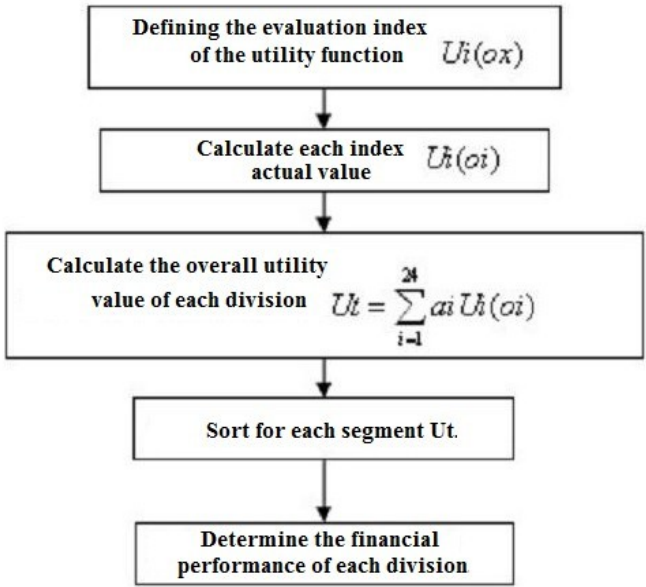 Defining the evaluation index
of the utility function Ui(ox)
Calculate each index
actual value Ui(oi)
Calculate the overall utility
value of each division Ut = ∑ ai Ui(oi)
24
i=1
Sort for each segment Ut.
Determine the financial
performance of each division